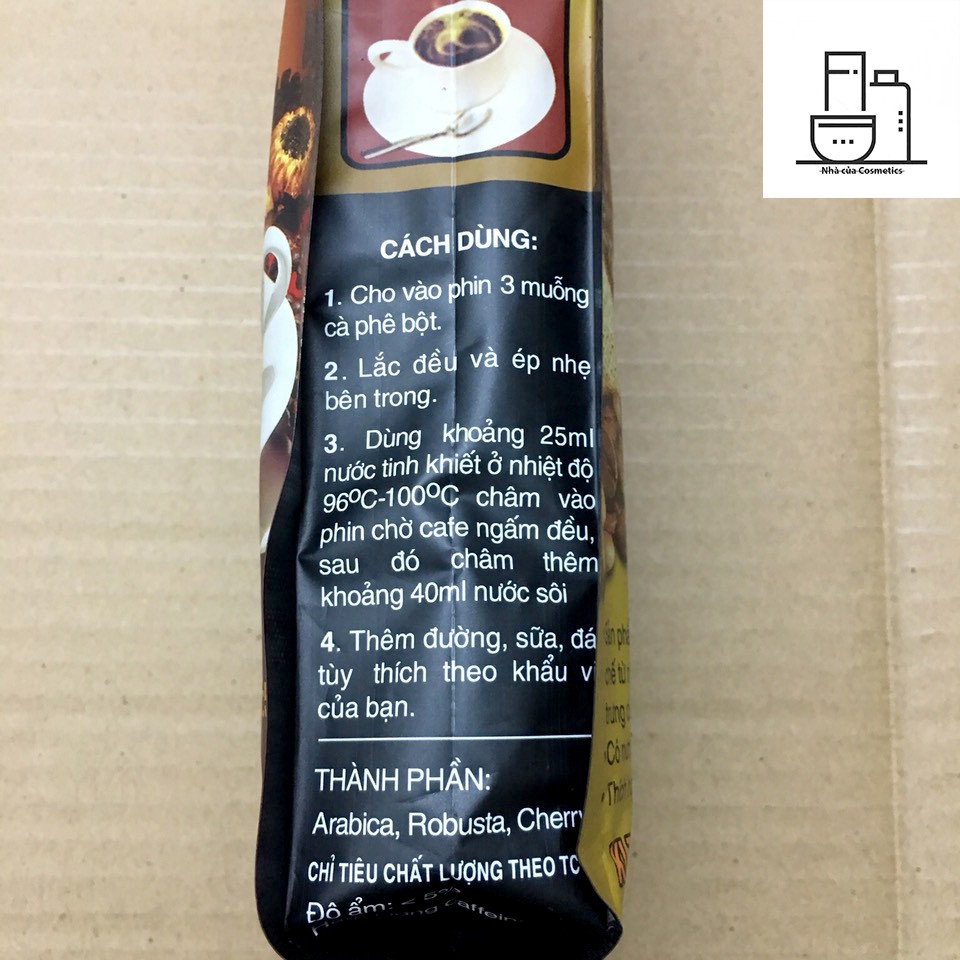 Nhà của Cosmetics
CÁCH DÙNG:
1. Cho vào phin 3 muỗng
cà phê bột.
2. Lắc đều và ép nhẹ
bên trong.
3. Dùng khoảng 25ml
nước tinh khiết ở nhiệt độ
96ºC-100ºC châm vào
phin chờ cafe ngấm đều,
sau đó châm thêm
khoảng 40ml nước sôi
4. Thêm đường, sữa, đá
tùy thích theo khẩu vị
của bạn.
THÀNH PHẦN:
Arabica, Robusta, Cherry
CHỈ TIÊU CHẤT LƯỢNG THEO TC
Độ ẩm: ≤ 5%